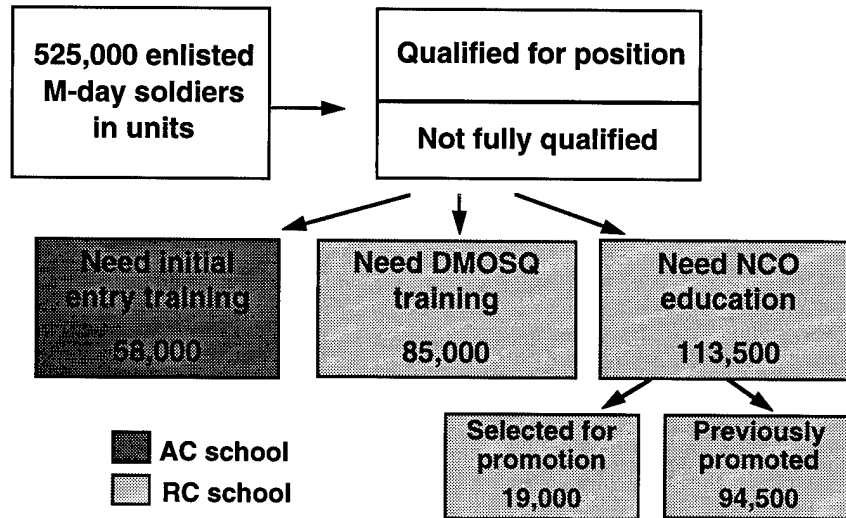 525,000 enlisted
M-day soldiers
in units
Qualified for position
Not fully qualified
Need initial
entry training
58,000
Need DMOSQ
training
85,000
Need NCO
education
113,500
Selected for
promotion
19,000
Previously
promoted
94,500
AC school
RC school